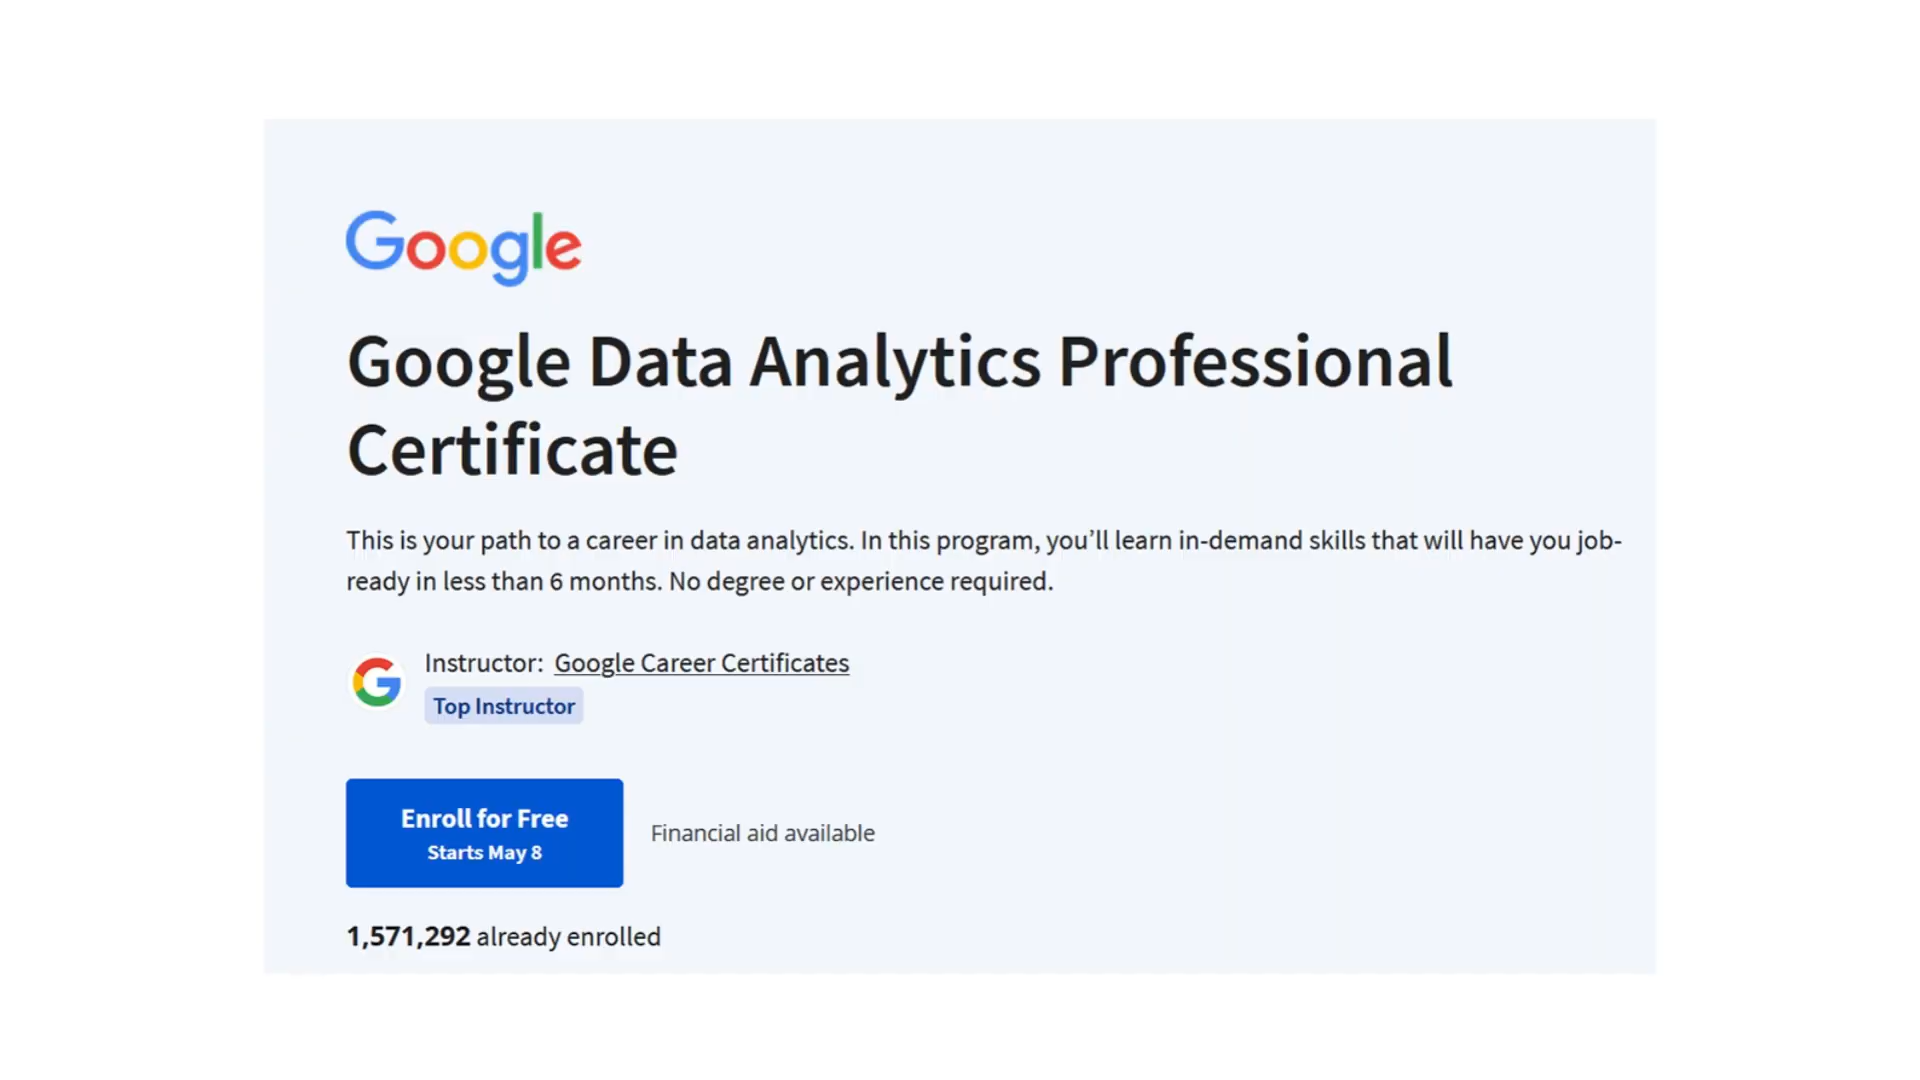 Google
Google Data Analytics Professional
Certificate
This is your path to a career in data analytics. In this program, you’ll learn in-demand skills that will have you job-
ready in less than 6 months. No degree or experience required.
G
Instructor: Google Career Certificates
Top Instructor
Enroll for Free
Starts May 8
Financial aid available
1,571,292 already enrolled